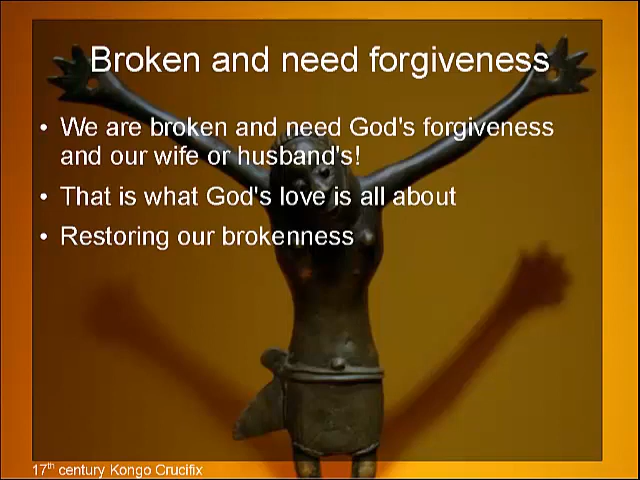 Broken and need forgiveness
• We are broken and need God's forgiveness
and our wife or husband's!
• That is what God's love is all about
• Restoring our brokenness
17th century Kongo Crucifix